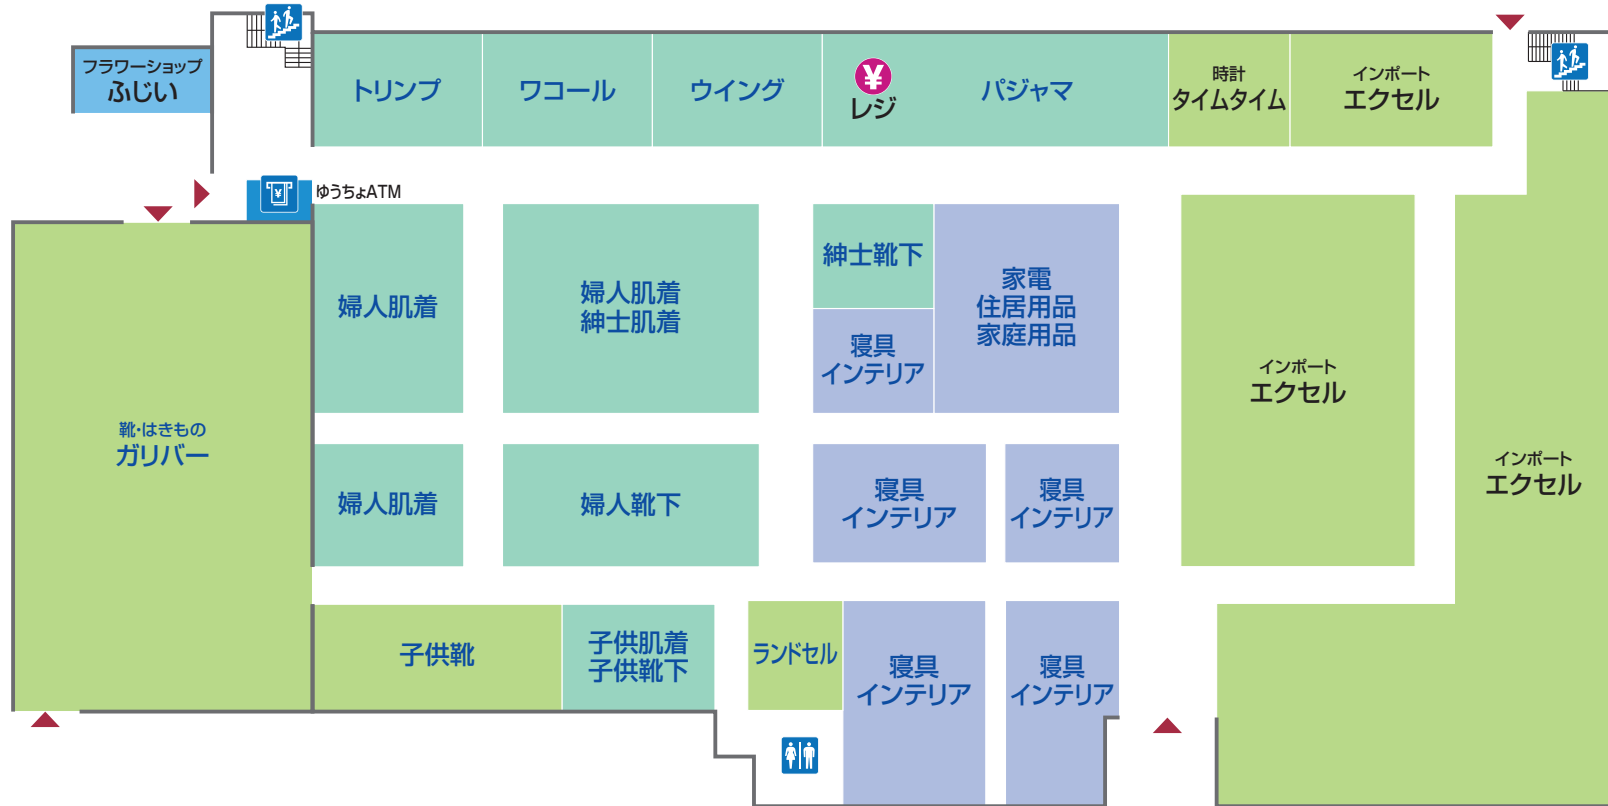 フラワーショップ
ふじい
トリンプ
ワコール
ウイング
¥
レジ
パジャマ
時計
タイムタイム
インポート
エクセル
¥
ゆうちょATM
婦人肌着
婦人肌着
紳士肌着
紳士靴下
寝具
インテリア
家電
住居用品
家庭用品
インポート
エクセル
靴・はきもの
ガリバー
婦人肌着
婦人靴下
寝具
インテリア
寝具
インテリア
インポート
エクセル
子供靴
子供肌着
子供靴下
ランドセル
寝具
インテリア
寝具
インテリア